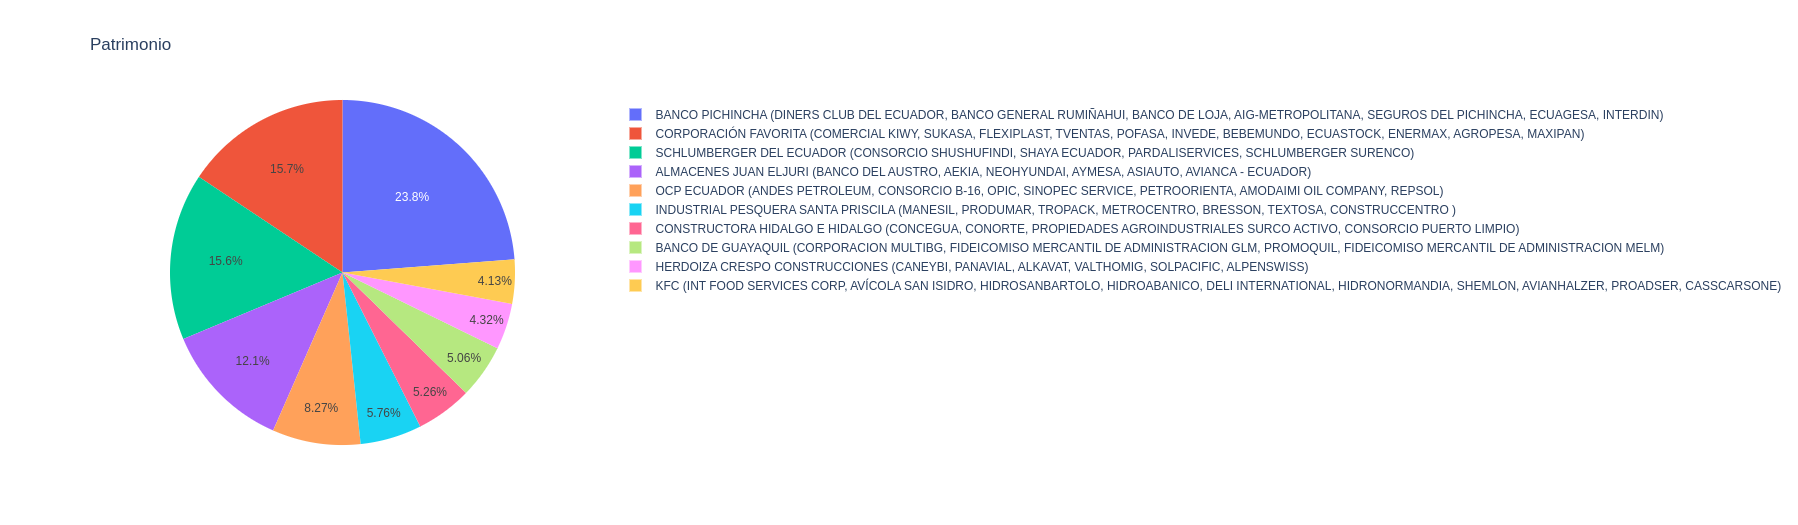 Patrimonio
23.8%
15.7%
15.6%
12.1%
8.27%
5.76%
5.26%
5.06%
4.32%
4.13%
BANCO PICHINCHA (DINERS CLUB DEL ECUADOR, BANCO GENERAL RUMIÑAHUI, BANCO DE LOJA, AIG-METROPOLITANA, SEGUROS DEL PICHINCHA, ECUAGESA, INTERDIN)
CORPORACIÓN FAVORITA (COMERCIAL KIWY, SUKASA, FLEXIPLAST, TVENTAS, POFASA, INVEDE, BEBEMUNDO, ECUASTOCK, ENERMAX, AGROPESA, MAXIPAN)
SCHLUMBERGER DEL ECUADOR (CONSORCIO SHUSHUFINDI, SHAYA ECUADOR, PARDALISERVICES, SCHLUMBERGER SURENCO)
ALMACENES JUAN ELJURI (BANCO DEL AUSTRO, AEKIA, NEOHYUNDAI, AYMESA, ASIAUTO, AVIANCA - ECUADOR)
OCP ECUADOR (ANDES PETROLEUM, CONSORCIO B-16, OPIC, SINOPEC SERVICE, PETROORIENTA, AMODAIMI OIL COMPANY, REPSOL)
INDUSTRIAL PESQUERA SANTA PRISCILA (MANESIL, PRODUMAR, TROPACK, METROCENTRO, BRESSON, TEXTOSA, CONSTRUCCENTRO )
CONSTRUCTORA HIDALGO E HIDALGO (CONCEGUA, CONORTE, PROPIEDADES AGROINDUSTRIALES SURCO ACTIVO, CONSORCIO PUERTO LIMPIO)
BANCO DE GUAYAQUIL (CORPORACION MULTIBG, FIDEICOMISO MERCANTIL DE ADMINISTRACION GLM, PROMOQUIL, FIDEICOMISO MERCANTIL DE ADMINISTRACION MELM)
HERDOIZA CRESPO CONSTRUCCIONES (CANEYBI, PANAVIAL, ALKAVAT, VALTHOMIG, SOLPACIFIC, ALPENSWISS)
KFC (INT FOOD SERVICES CORP, AVÍCOLA SAN ISIDRO, HIDROSANBARTOLO, HIDROABANICO, DELI INTERNATIONAL, HIDRONORMANDIA, SHEMLON, AVIANHALZER, PROADSER, CASSCARSONE)